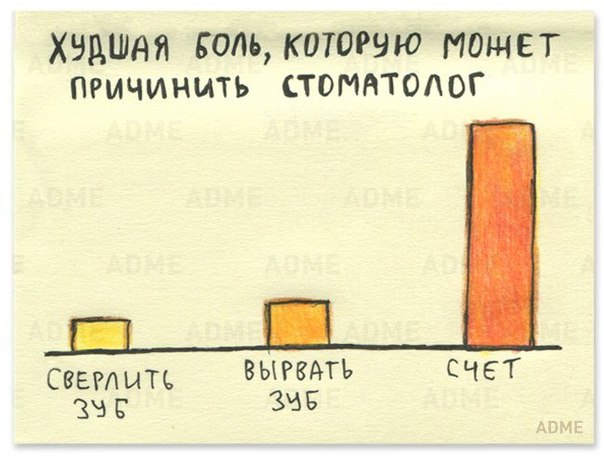 ХУДШАЯ БОЛЬ, КОТОРУЮ МОЖЕТ
ПРИЧИНИТЬ СТОМАТОЛОГ
СВЕРЛИТЬ
ЗУБ
ВЫРВАТЬ
ЗУБ
СЧЕТ
ADME